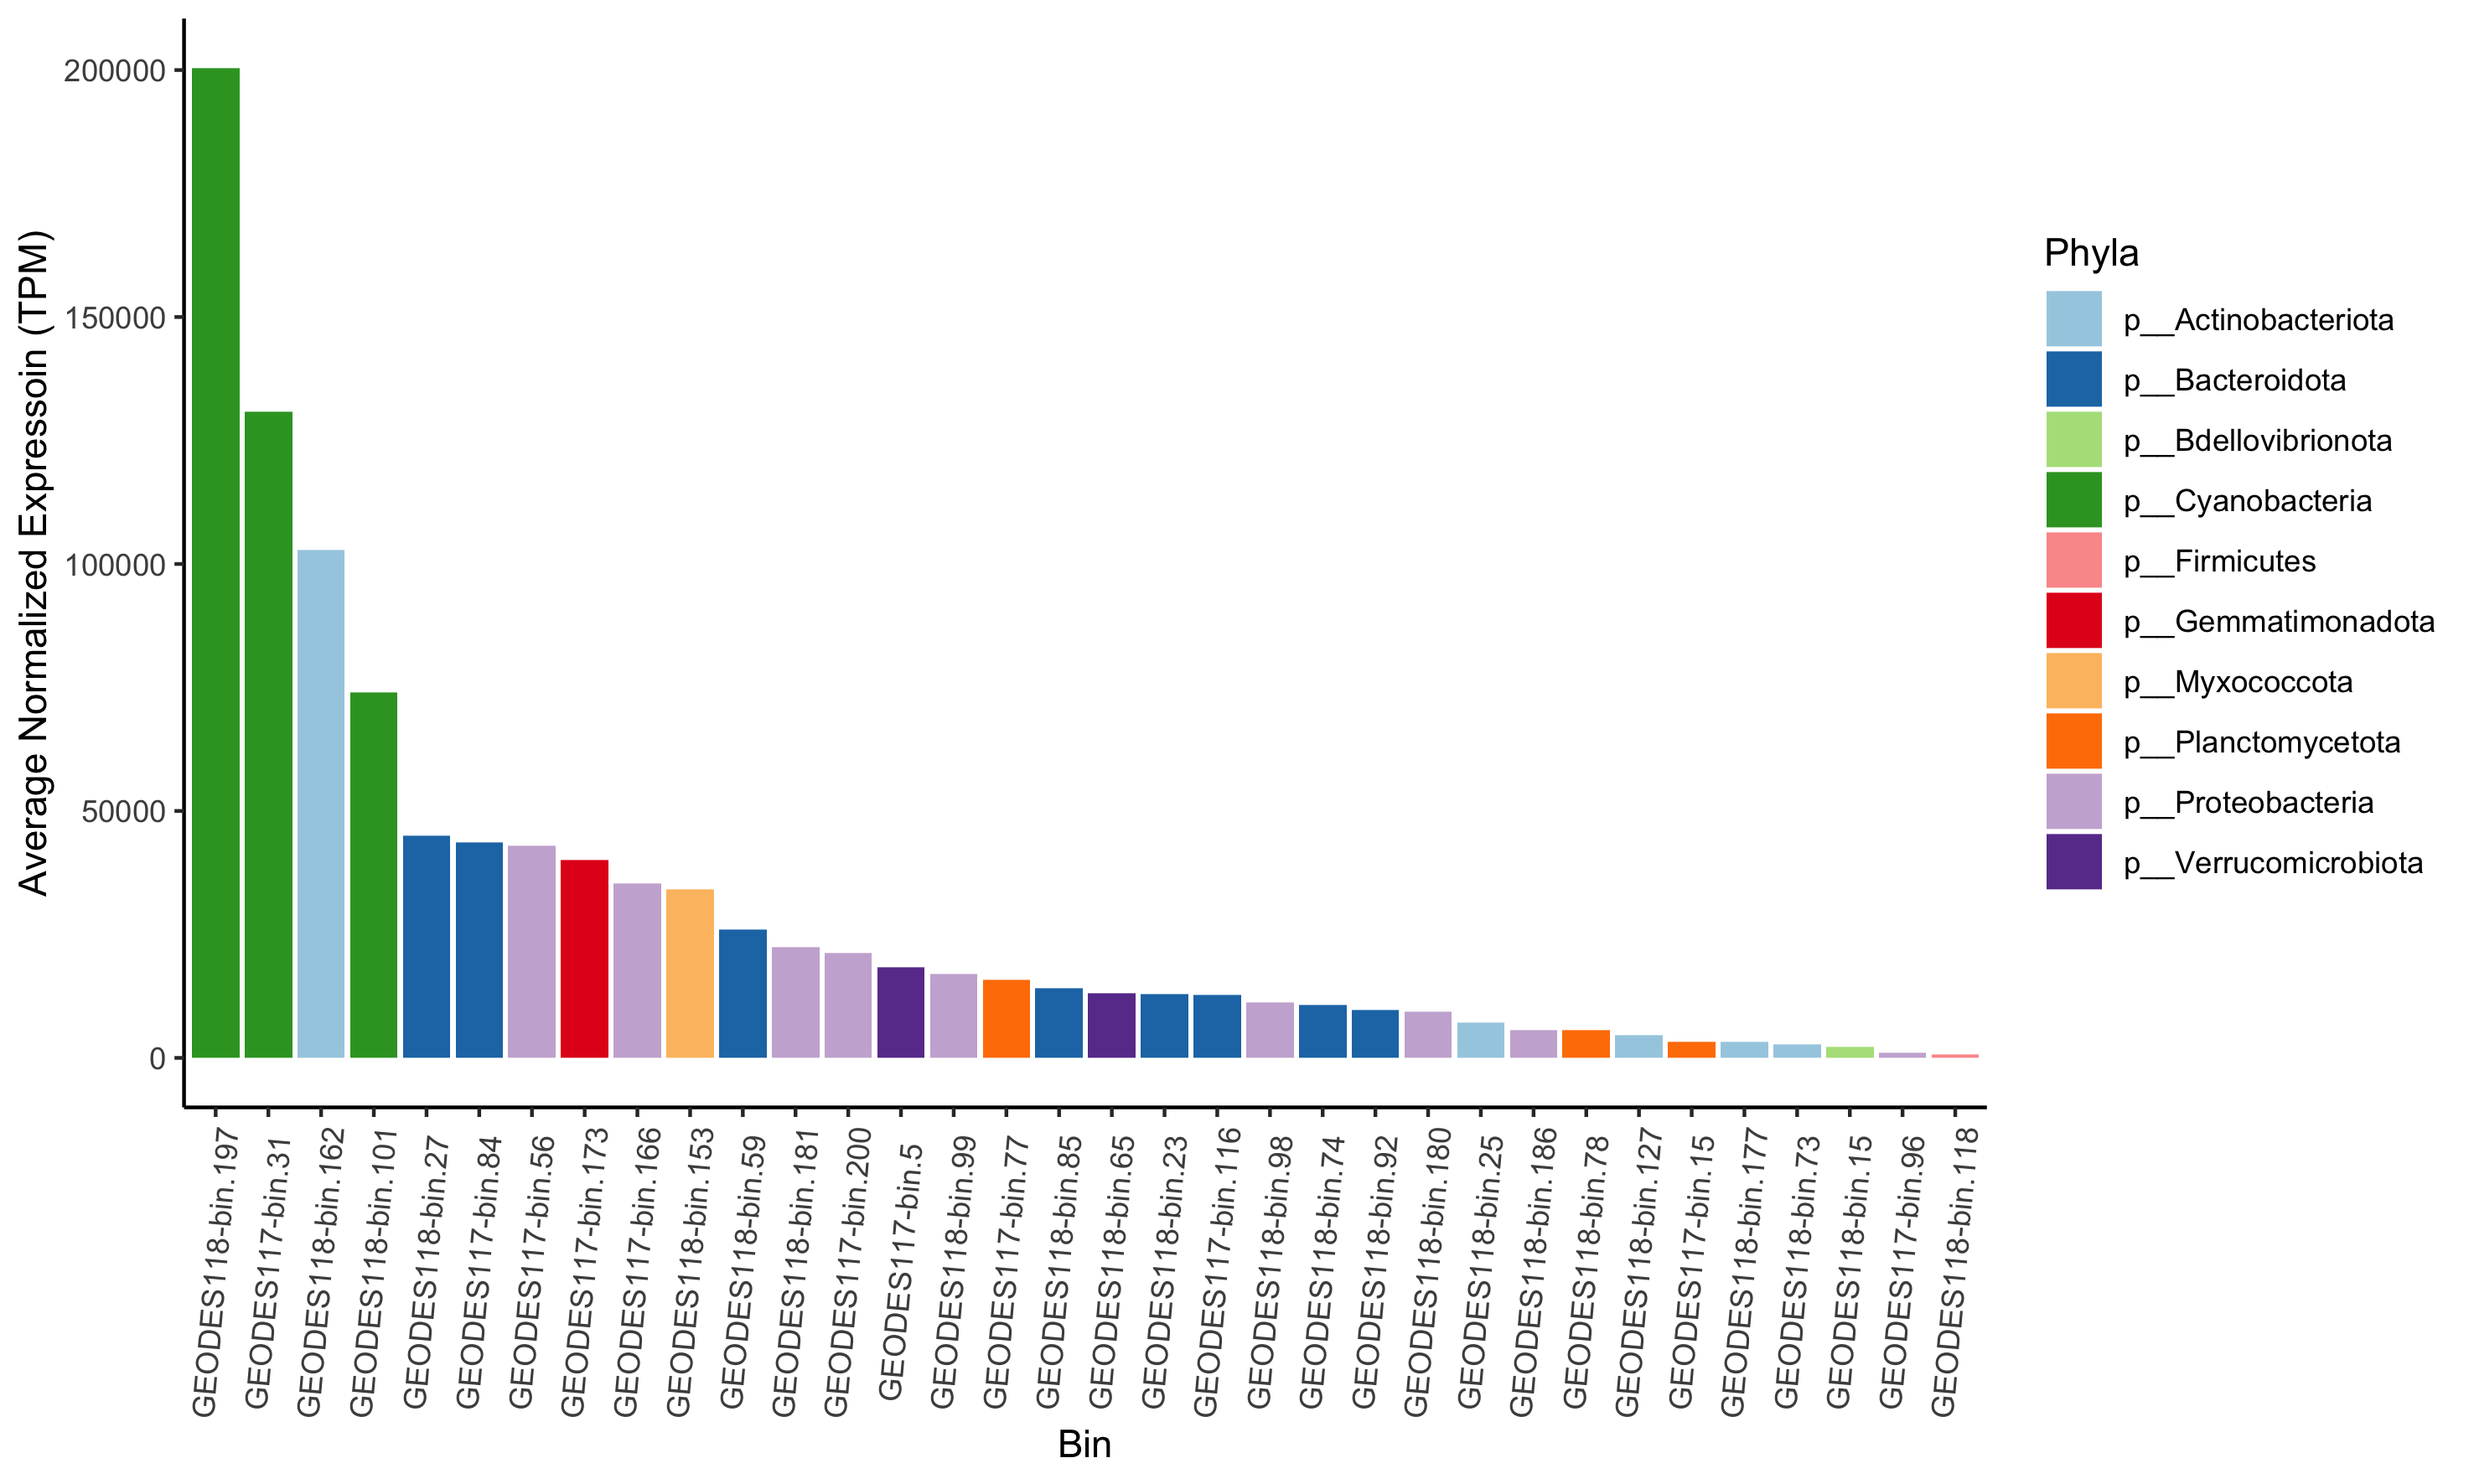 Average Normalized Expressoin (TPM)
200000
150000
100000
50000
0
GEODES118-bin.197
GEODES117-bin.31
GEODES118-bin.162
GEODES118-bin.101
GEODES118-bin.27
GEODES117-bin.84
GEODES117-bin.56
GEODES117-bin.173
GEODES117-bin.166
GEODES118-bin.153
GEODES118-bin.59
GEODES118-bin.181
GEODES117-bin.200
GEODES117-bin.5
GEODES118-bin.99
GEODES117-bin.77
GEODES118-bin.85
GEODES118-bin.65
GEODES118-bin.23
GEODES117-bin.116
GEODES118-bin.98
GEODES118-bin.74
GEODES118-bin.92
GEODES118-bin.180
GEODES118-bin.25
GEODES118-bin.186
GEODES118-bin.78
GEODES118-bin.127
GEODES117-bin.15
GEODES118-bin.177
GEODES118-bin.73
GEODES118-bin.15
GEODES117-bin.96
GEODES118-bin.118
Bin
Phyla
p__Actinobacteriota
p__Bacteroidota
p__Bdellovibrionota
p__Cyanobacteria
p__Firmicutes
p__Gemmatimonadota
p__Myxococcota
p__Planctomycetota
p__Proteobacteria
p__Verrucomicrobiota